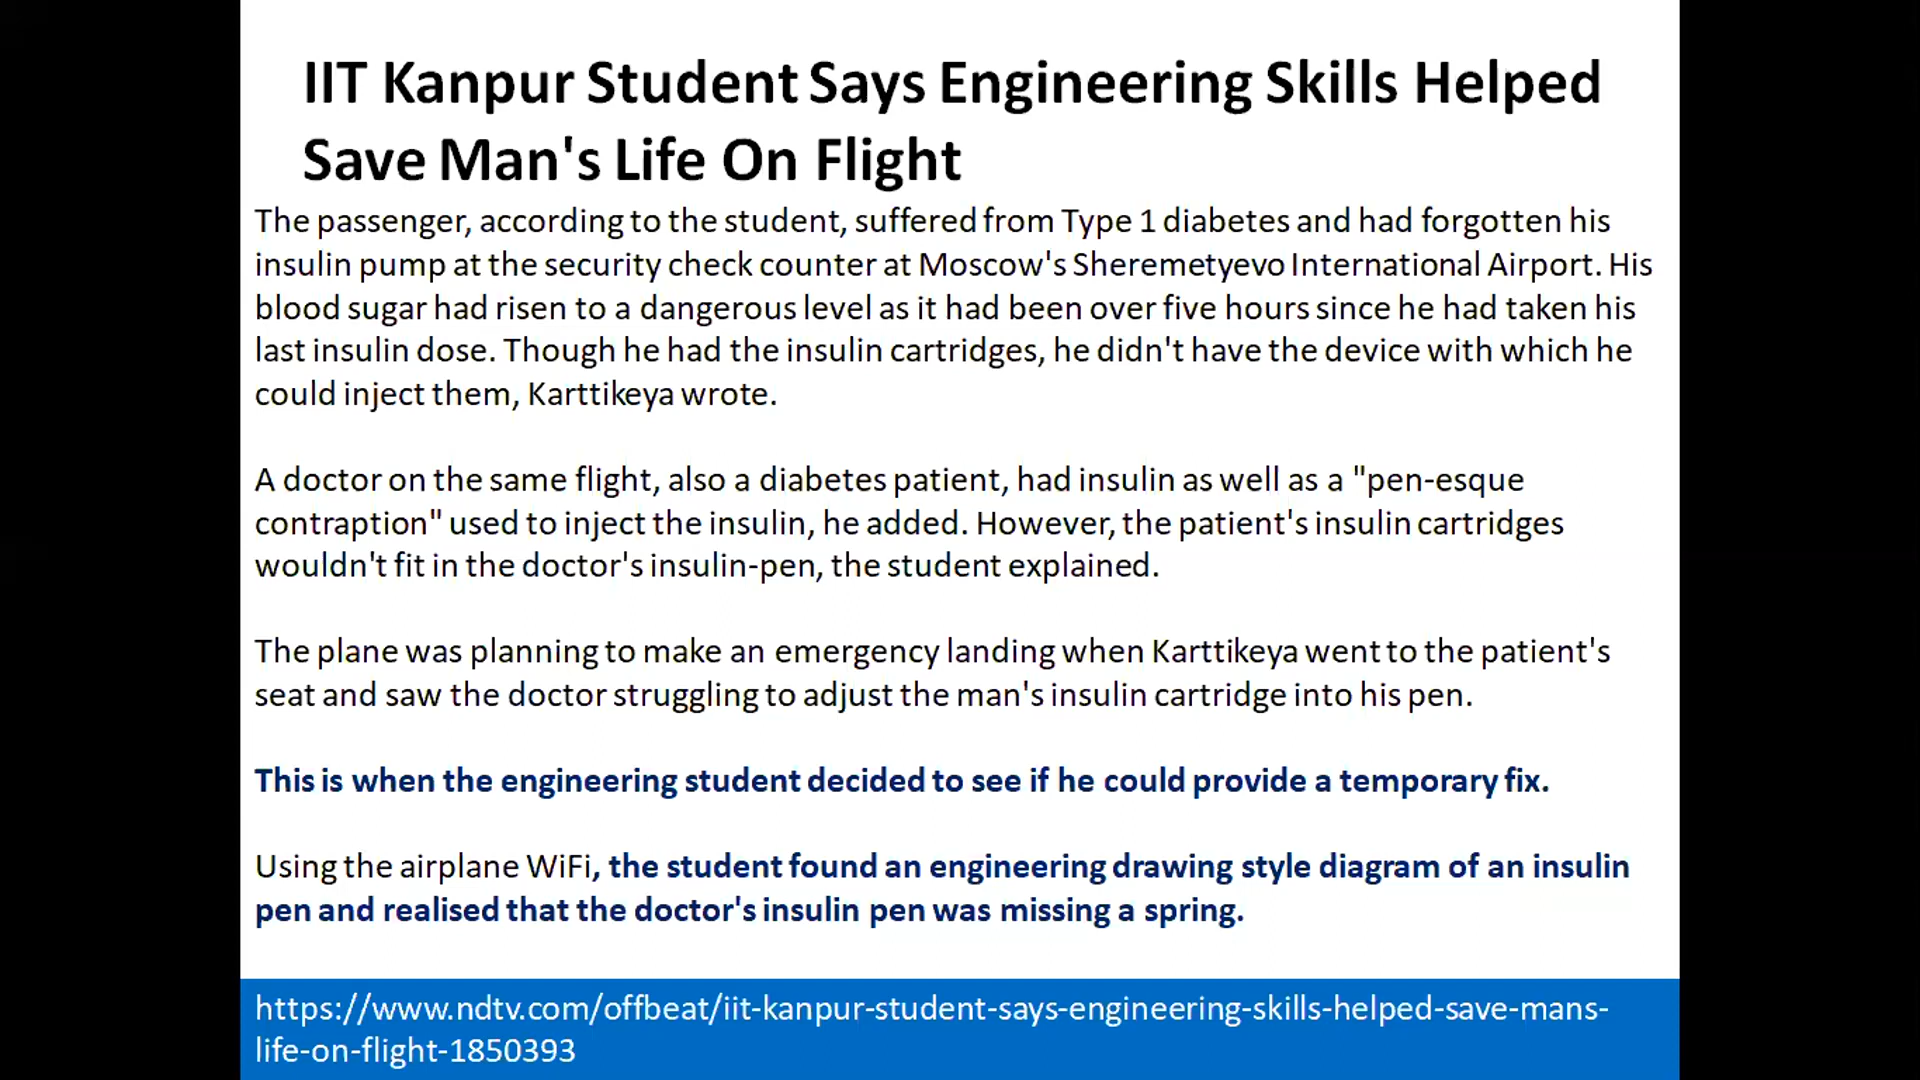 IIT Kanpur Student Says Engineering Skills Helped
Save Man's Life On Flight
The passenger, according to the student, suffered from Type 1 diabetes and had forgotten his
insulin pump at the security check counter at Moscow's Sheremetyevo International Airport. His
blood sugar had risen to a dangerous level as it had been over five hours since he had taken his
last insulin dose. Though he had the insulin cartridges, he didn't have the device with which he
could inject them, Karttikeya wrote.
A doctor on the same flight, also a diabetes patient, had insulin as well as a "pen-esque
contraption" used to inject the insulin, he added. However, the patient's insulin cartridges
wouldn't fit in the doctor's insulin-pen, the student explained.
The plane was planning to make an emergency landing when Karttikeya went to the patient's
seat and saw the doctor struggling to adjust the man's insulin cartridge into his pen.
This is when the engineering student decided to see if he could provide a temporary fix.
Using the airplane WiFi, the student found an engineering drawing style diagram of an insulin
pen and realised that the doctor's insulin pen was missing a spring.
https://www.ndtv.com/offbeat/iit-kanpur-student-says-engineering-skills-helped-save-mans-
life-on-flight-1850393